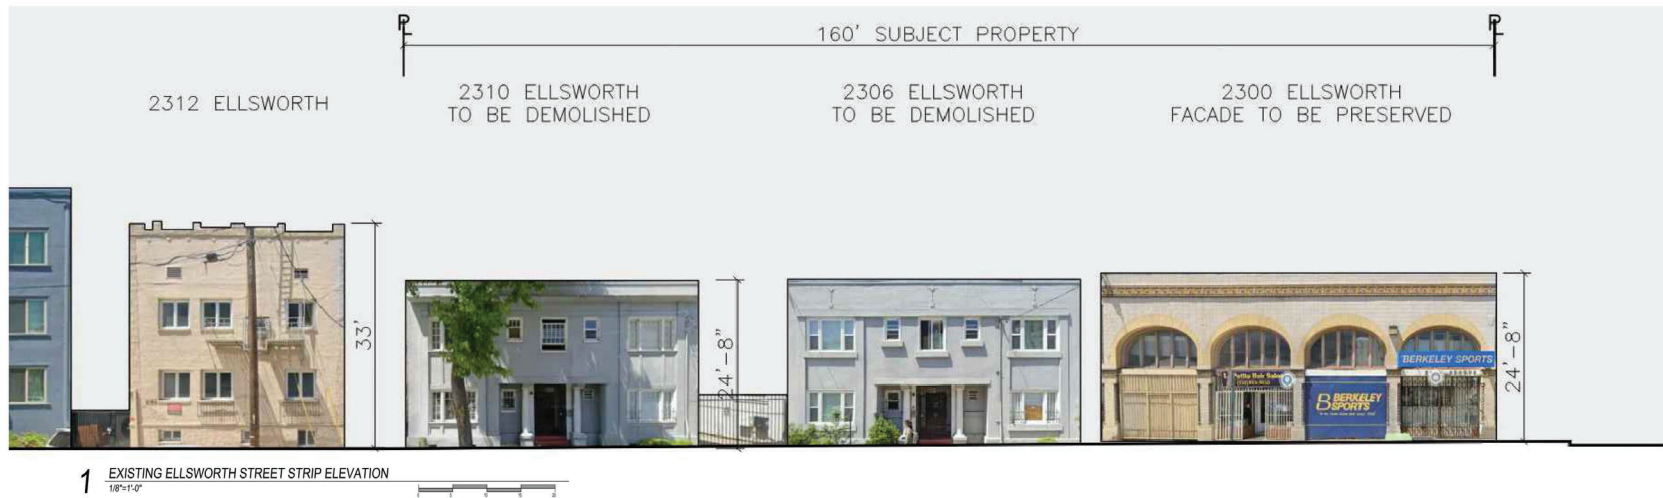 160' SUBJECT PROPERTY
2312 ELLSWORTH
2310 ELLSWORTH
TO BE DEMOLISHED
2306 ELLSWORTH
TO BE DEMOLISHED
2300 ELLSWORTH
FACADE TO BE PRESERVED
33'
24'-8"
24'-8"
BERKELEY SPORTS
BERKELEY
SPORTS
1 EXISTING ELLSWORTH STREET STRIP ELEVATION
1/8"=1'-0"